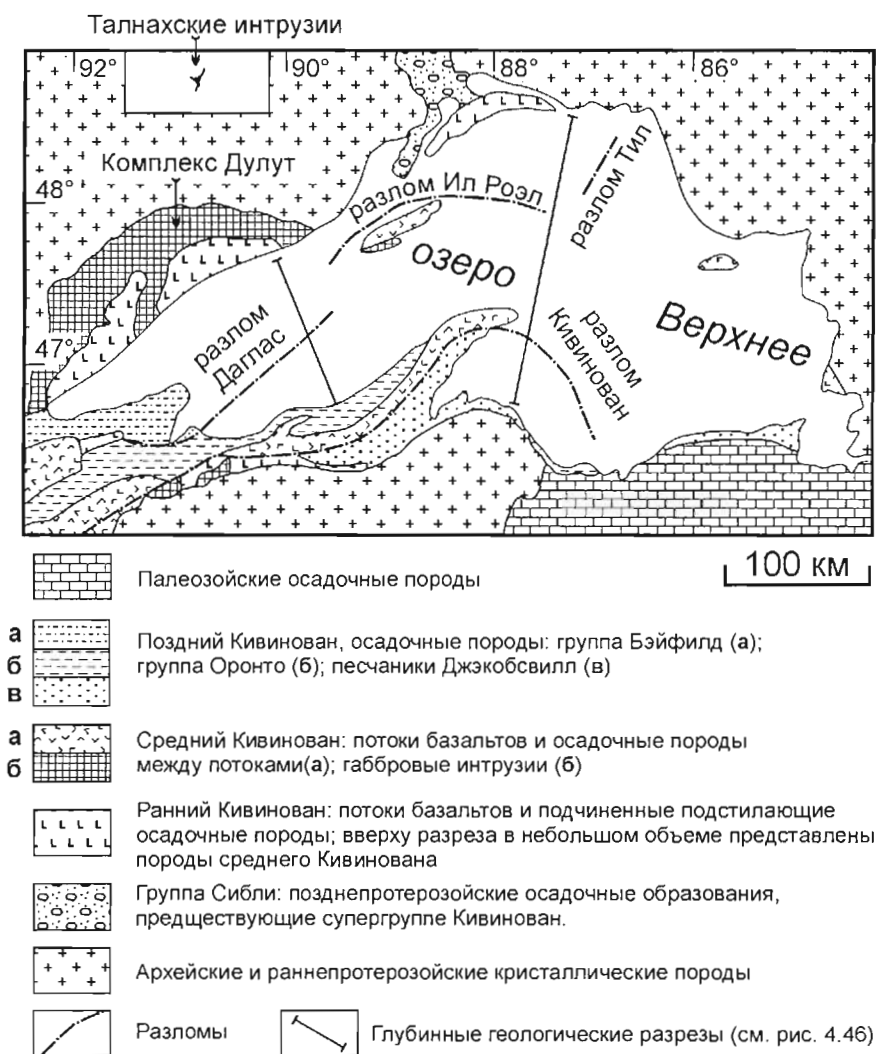 Талнахские интрузии
92° 90° 88° 86°
Комплекс Дулут
48°
разлом Ил Роэл
разлом Тил
озеро
Верхнее
разлом
Кивинован
47°
разлом
Даглас
100 км
Палеозойские осадочные породы
а
б
в
Поздний Кивинован, осадочные породы: группа Бэйфилд (а);
группа Оронто (б); песчаники Джэкобсвилл (в)
а
б
Средний Кивинован: потоки базальтов и осадочные породы
между потоками(а); габбровые интрузии (б)
Ранний Кивинован: потоки базальтов и подчиненные подстилающие
осадочные породы; вверху разреза в небольшом объеме представлены
породы среднего Кивинована
Группа Сибли: позднепротерозойские осадочные образования,
предшествующие супергруппе Кивинован.
Архейские и раннепротерозойские кристаллические породы
Разломы
Глубинные геологические разрезы (см. рис. 4.46)